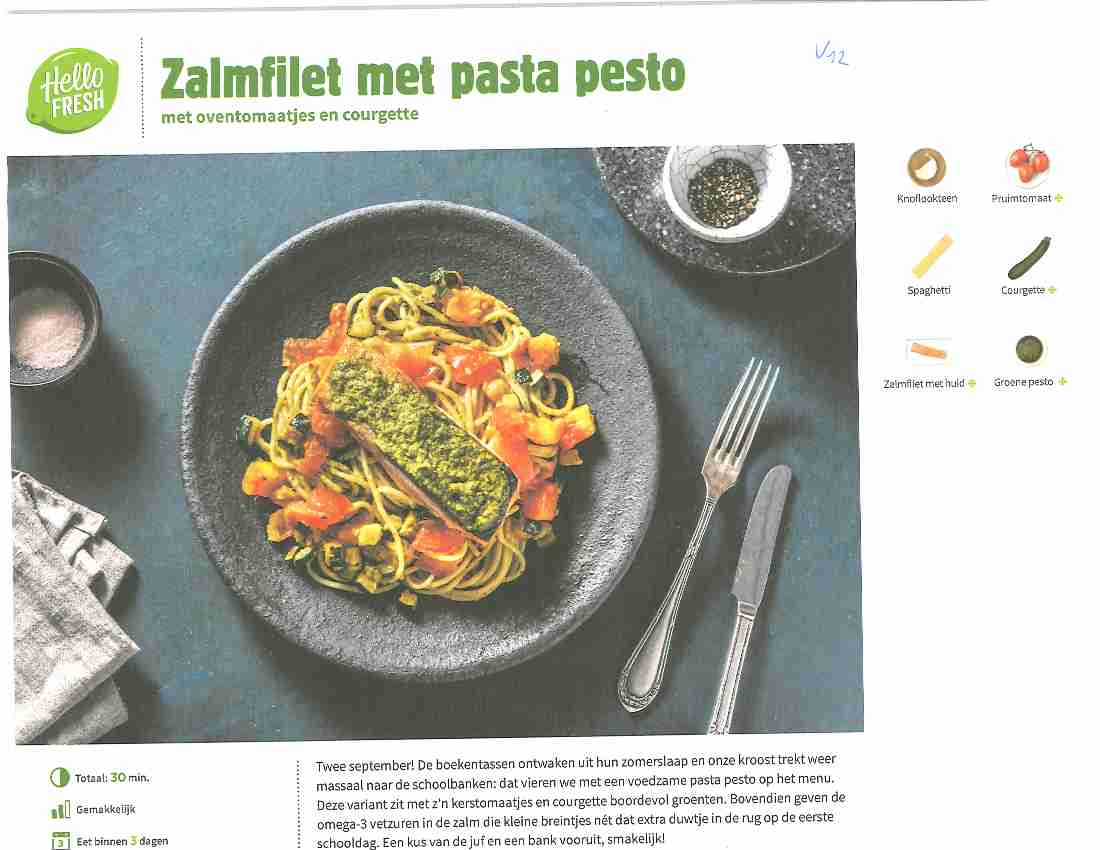 Hello
FRESH
Zalmfilet met pasta pesto
met oventomaatjes en courgette
V12
Knoflookteen
Pruimtomaat
Spaghetti
Courgette
Zalmfilet met huid
Groene pesto
Totaal: 30 min.
Gemakkelijk
3
Eet binnen 3 dagen
Twee september! De boekentassen ontwaken uit hun zomerslaap en onze kroost trekt weer
massaal naar de schoolbanken: dat vieren we met een voedzame pasta pesto op het menu.
Deze variant zit met z'n kerstomaatjes en courgette boordevol groenten. Bovendien geven de
omega-3 vetzuren in de zalm die kleine breintjes nét dat extra duwtje in de rug op de eerste
schooldag. Een kus van de juf en een bank vooruit, smakelijk!